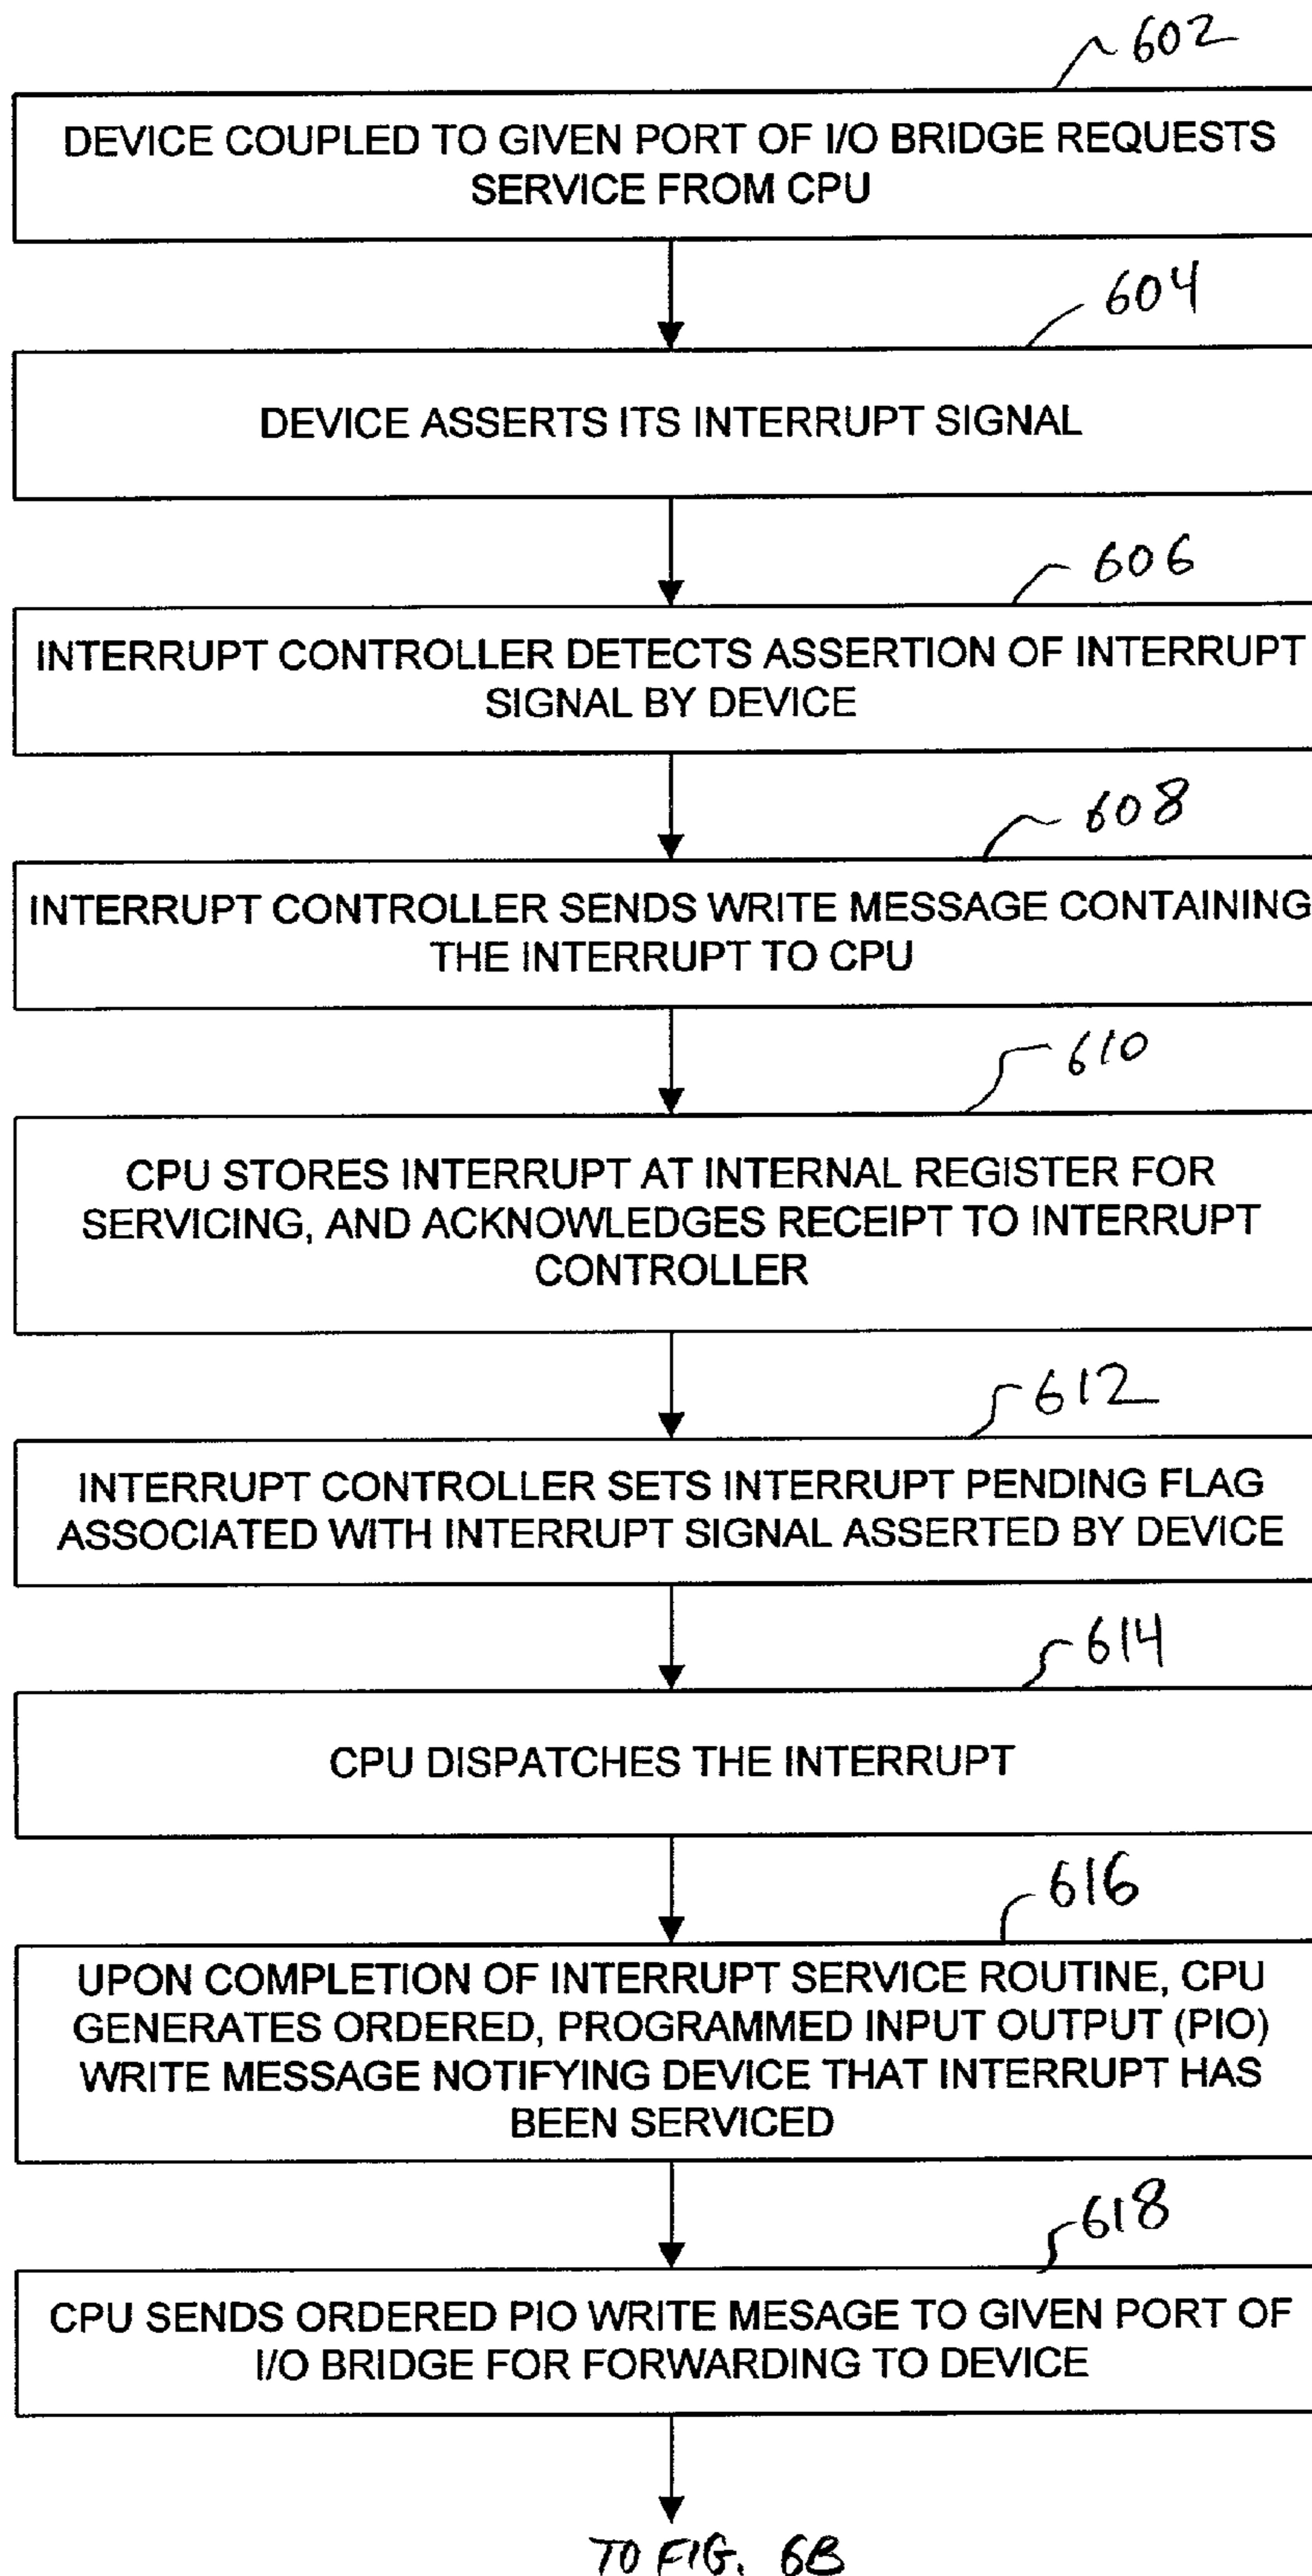 602
DEVICE COUPLED TO GIVEN PORT OF I/O BRIDGE REQUESTS
SERVICE FROM CPU
604
DEVICE ASSERTS ITS INTERRUPT SIGNAL
606
INTERRUPT CONTROLLER DETECTS ASSERTION OF INTERRUPT
SIGNAL BY DEVICE
608
INTERRUPT CONTROLLER SENDS WRITE MESSAGE CONTAINING
THE INTERRUPT TO CPU
610
CPU STORES INTERRUPT AT INTERNAL REGISTER FOR
SERVICING, AND ACKNOWLEDGES RECEIPT TO INTERRUPT
CONTROLLER
612
INTERRUPT CONTROLLER SETS INTERRUPT PENDING FLAG
ASSOCIATED WITH INTERRUPT SIGNAL ASSERTED BY DEVICE
614
CPU DISPATCHES THE INTERRUPT
616
UPON COMPLETION OF INTERRUPT SERVICE ROUTINE, CPU
GENERATES ORDERED, PROGRAMMED INPUT OUTPUT (PIO)
WRITE MESSAGE NOTIFYING DEVICE THAT INTERRUPT HAS
BEEN SERVICED
618
CPU SENDS ORDERED PIO WRITE MESAGE TO GIVEN PORT OF
I/O BRIDGE FOR FORWARDING TO DEVICE
TO FIG. 6B